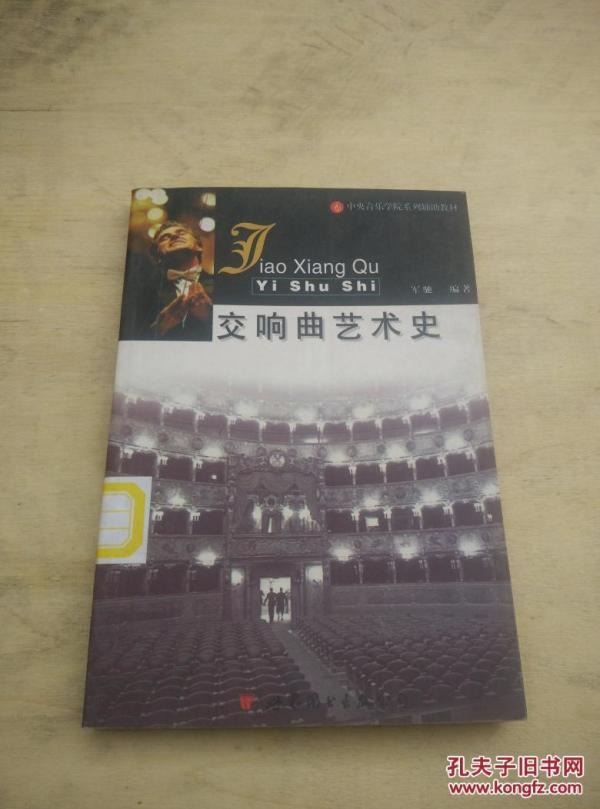 中央音乐学院系列辅助教材
Jiao Xiang Qu
Yi Shu Shi
军驰 编著
交响曲艺术史
孔夫子旧书网
www.kongfz.com